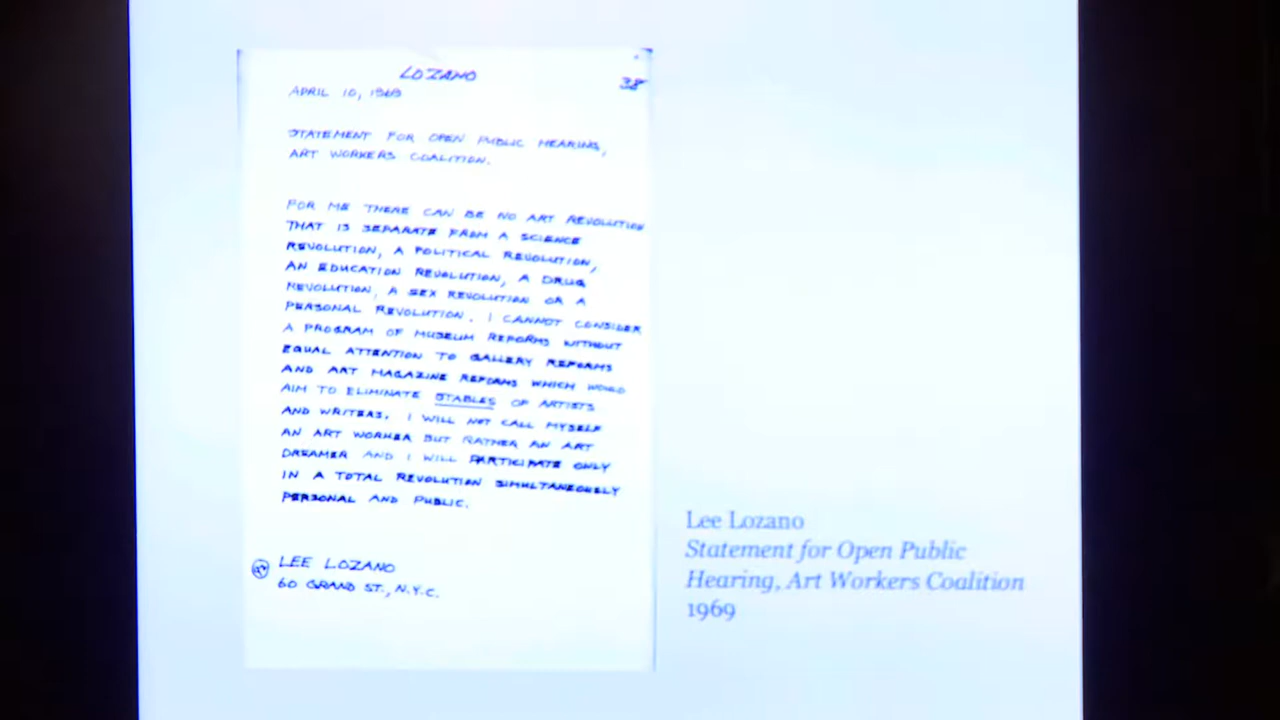 LOZANO
38
APRIL 10, 1969
STATEMENT FOR OPEN PUBLIC HEARING,
ART WORKERS COALITION.
FOR ME THERE CAN BE NO ART REVOLUTION
THAT IS SEPARATE FROM A SCIENCE
REVOLUTION, A POLITICAL REVOLUTION,
AN EDUCATION REVOLUTION, A DRUG
REVOLUTION, A SEX REVOLUTION OR A
PERSONAL REVOLUTION. I CANNOT CONSIDER
A PROGRAM OF MUSEUM REFORMS WITHOUT
EQUAL ATTENTION TO GALLERY REFORMS
AND ART MAGAZINE REFORMS WHICH WOULD
AIM TO ELIMINATE STABLES OF ARTISTS
AND WRITERS. I WILL NOT CALL MYSELF
AN ART WORKER BUT RATHER AN ART
DREAMER AND I WILL PARTICIPATE ONLY
IN A TOTAL REVOLUTION SIMULTANEOUSLY
PERSONAL AND PUBLIC.
LEE LOZANO
60 GRAND ST., N.Y.C.
Lee Lozano
Statement for Open Public
Hearing, Art Workers Coalition
1969